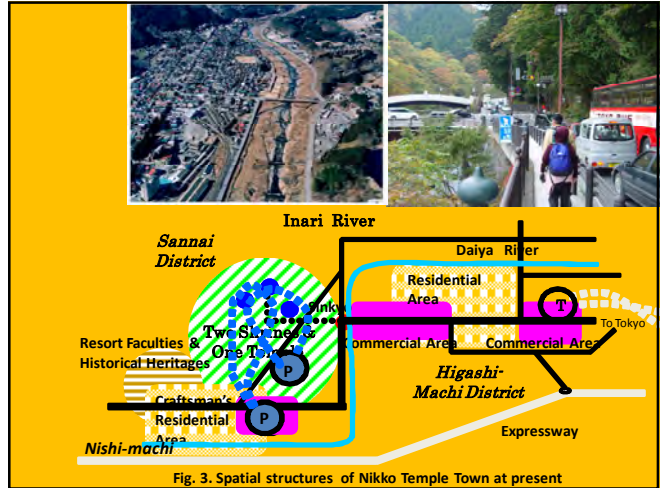 Inari River
Sannai
District
Daiya River
Residential
Area
Sinkyo
T
To Tokyo
Two Shrines &
One Temple
Resort Faculties &
Historical Heritages
Commercial Area
Commercial Area
P
Higashi-
Machi District
Craftsman's
Residential
Area
P
Nishi-machi
Expressway
Fig. 3. Spatial structures of Nikko Temple Town at present